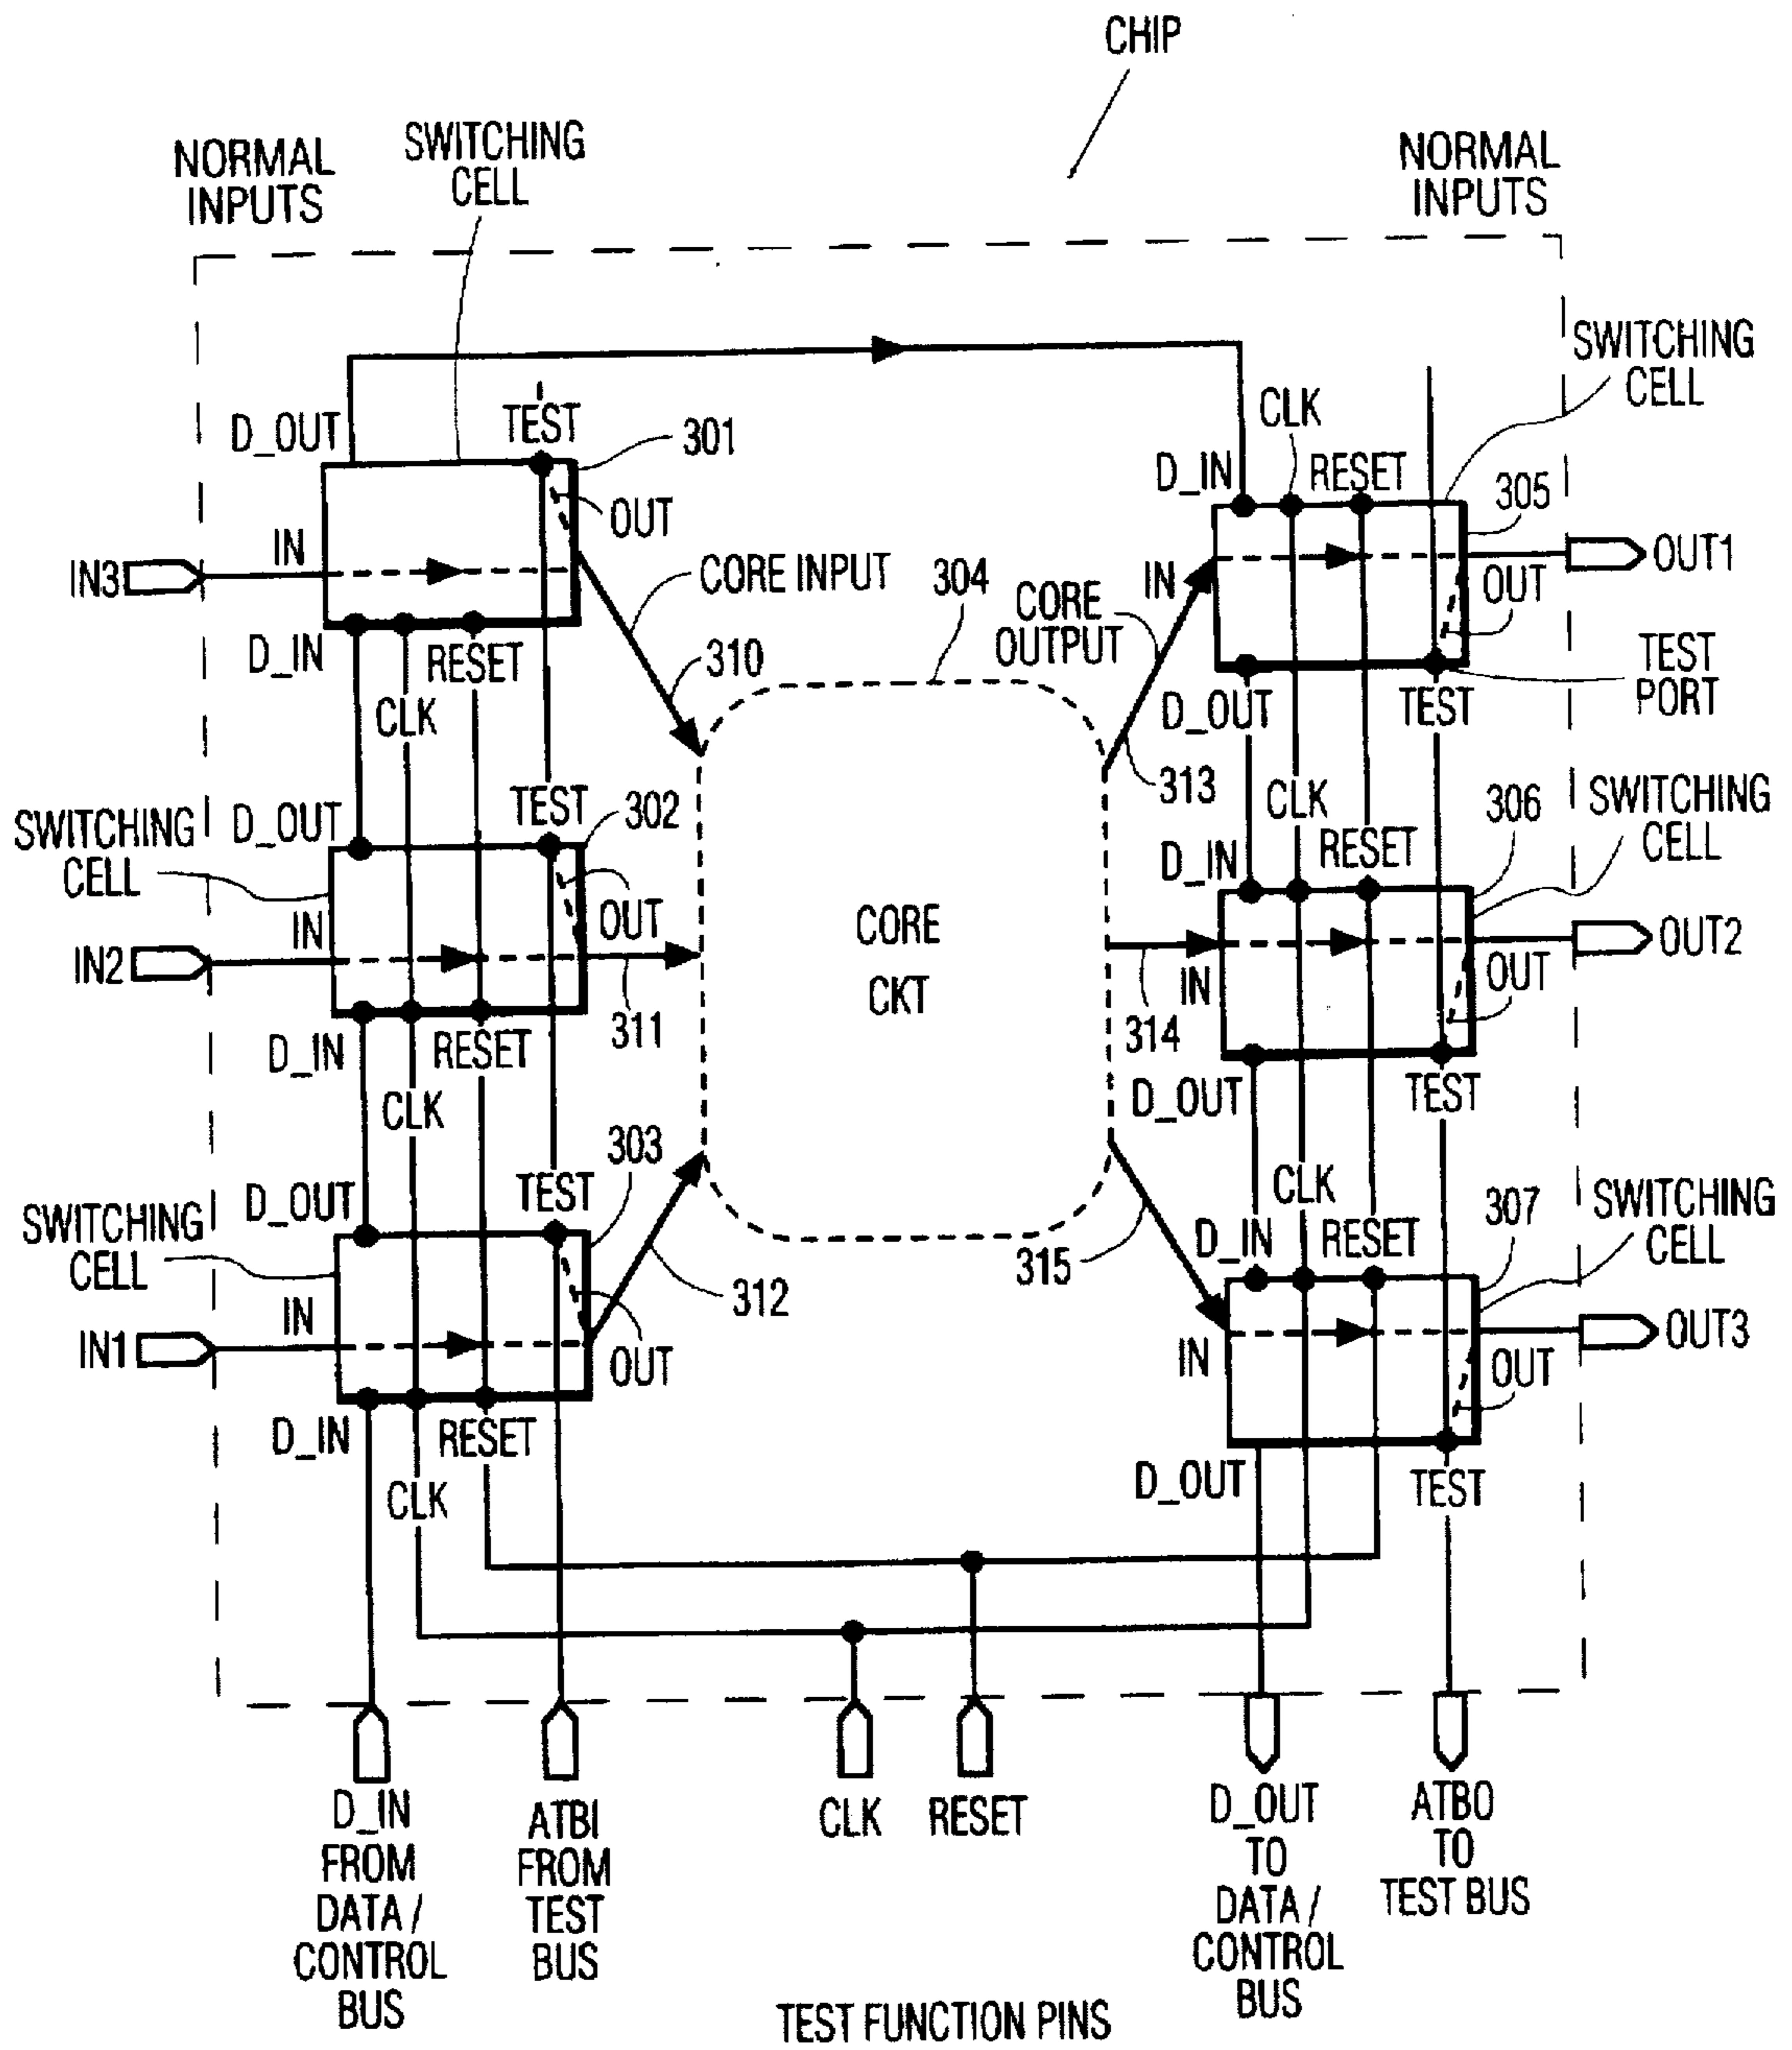 CHIP
NORMAL
INPUTS
SWITCHING
CELL
NORMAL
INPUTS
SWITCHING
CELL
D_OUT
TEST
301
OUT
IN
IN3
D_IN
RESET
CLK
CORE INPUT
310
304
CORE
OUTPUT
313
D_IN
CLK
RESET
305
IN
OUT
OUT1
D_OUT
TEST
TEST
PORT
SWITCHING
CELL
D_OUT
TEST
302
IN
IN2
OUT
311
D_IN
RESET
CLK
CORE
CKT
CLK
D_IN
RESET
306
SWITCHING
CELL
314
IN
OUT
OUT2
D_OUT
TEST
SWITCHING
CELL
D_OUT
TEST
303
IN
IN1
OUT
312
D_IN
RESET
CLK
315
CLK
D_IN
RESET
307
SWITCHING
CELL
IN
OUT
OUT3
D_OUT
TEST
D_IN
FROM
DATA/
CONTROL
BUS
ATBI
FROM
TEST
BUS
CLK
RESET
D_OUT
TO
DATA/
CONTROL
BUS
ATBO
TO
TEST BUS
TEST FUNCTION PINS